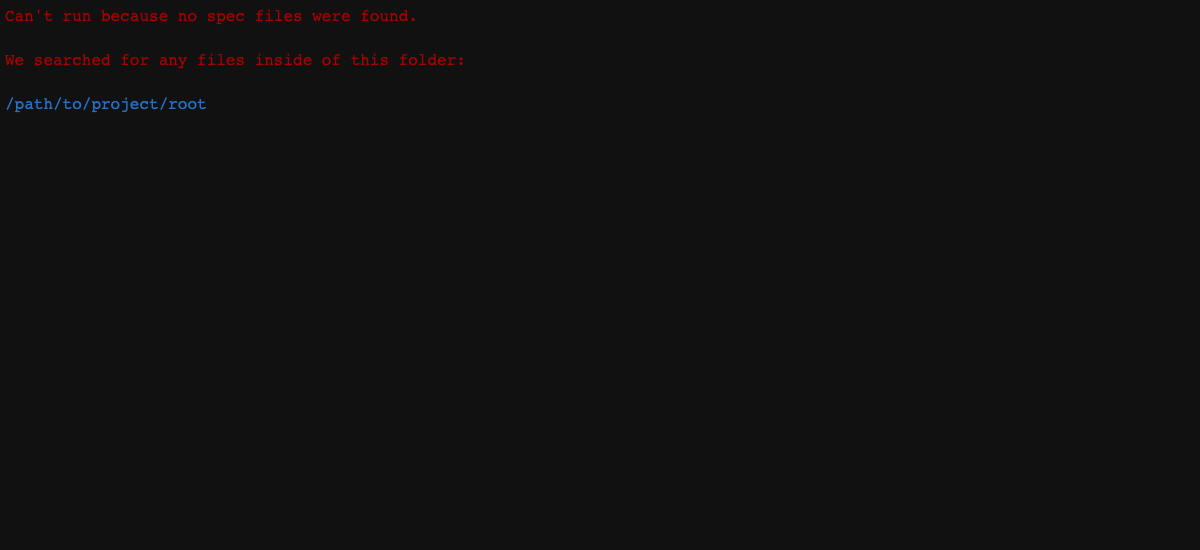 Can't run because no spec files were found.
We searched for any files inside of this folder:
/path/to/project/root